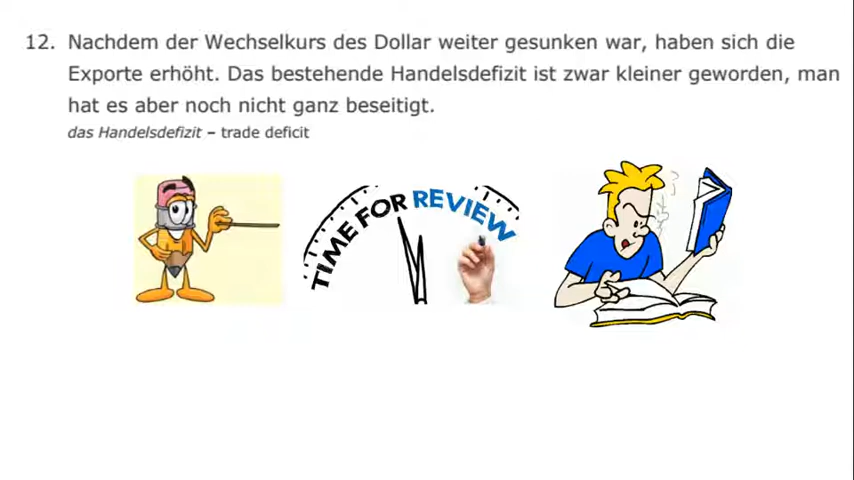 12. Nachdem der Wechselkurs des Dollar weiter gesunken war, haben sich die
Exporte erhöht. Das bestehende Handelsdefizit ist zwar kleiner geworden, man
hat es aber noch nicht ganz beseitigt.
das Handelsdefizit – trade deficit
TIME FOR REVIEW